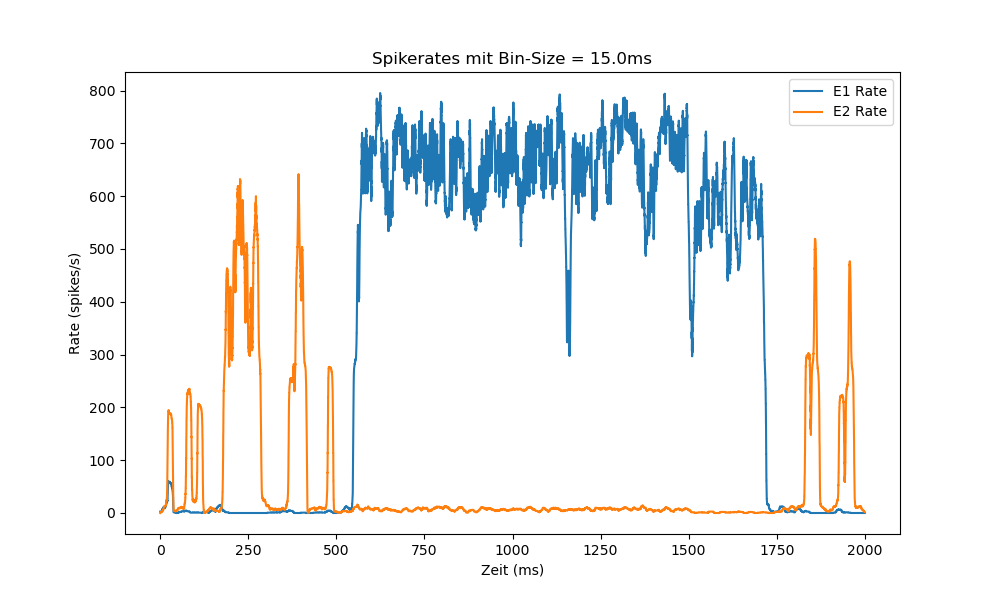 Spikerates mit Bin-Size = 15.0ms
E1 Rate
E2 Rate
Rate (spikes/s)
800
700
600
500
400
300
200
100
0
0 250 500 750 1000 1250 1500 1750 2000
Zeit (ms)